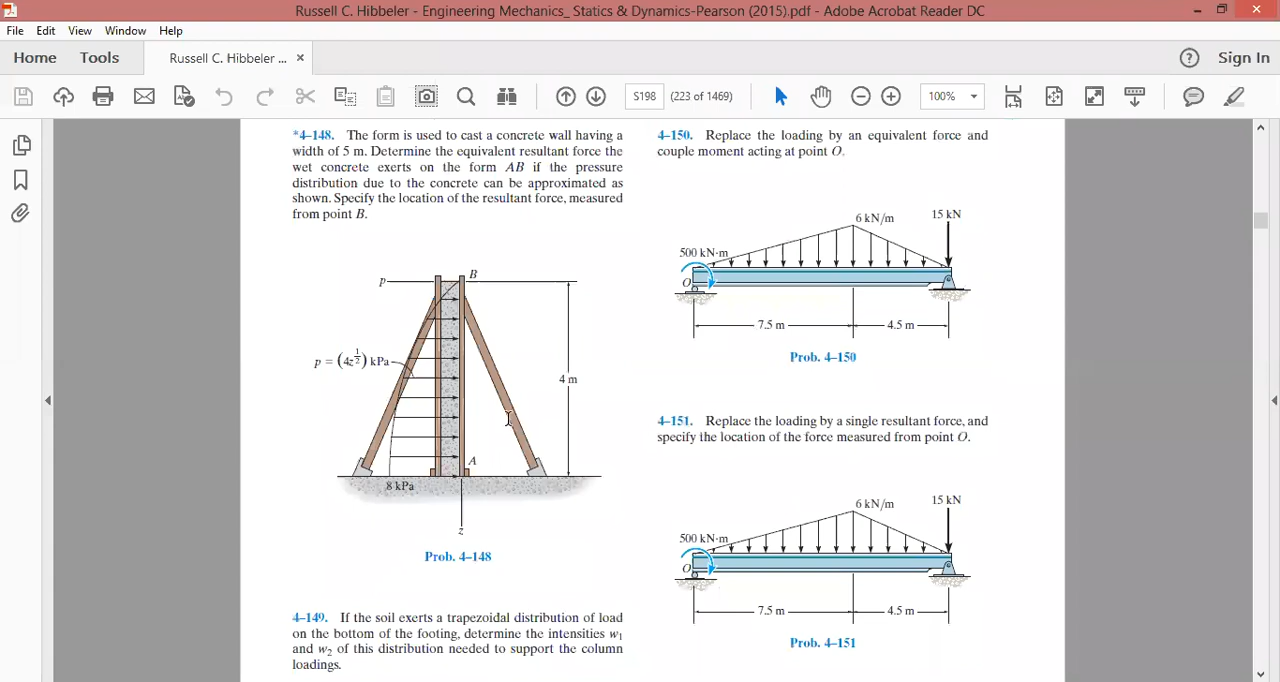 Russell C. Hibbeler - Engineering Mechanics_ Statics & Dynamics-Pearson (2015).pdf - Adobe Acrobat Reader DC
File Edit View Window Help
Home Tools Russell C. Hibbeler ... × Sign In
S198 (223 of 1469) 100%
*4–148. The form is used to cast a concrete wall having a
width of 5 m. Determine the equivalent resultant force the
wet concrete exerts on the form AB if the pressure
distribution due to the concrete can be approximated as
shown. Specify the location of the resultant force, measured
from point B.
p
B
p = (4z^1/2) kPa
4 m
A
8 kPa
z
Prob. 4–148
4–149. If the soil exerts a trapezoidal distribution of load
on the bottom of the footing, determine the intensities w1
and w2 of this distribution needed to support the column
loadings.
4–150. Replace the loading by an equivalent force and
couple moment acting at point O.
6 kN/m
15 kN
500 kN·m
O
7.5 m
4.5 m
Prob. 4–150
4–151. Replace the loading by a single resultant force, and
specify the location of the force measured from point O.
6 kN/m
15 kN
500 kN·m
O
7.5 m
4.5 m
Prob. 4–151